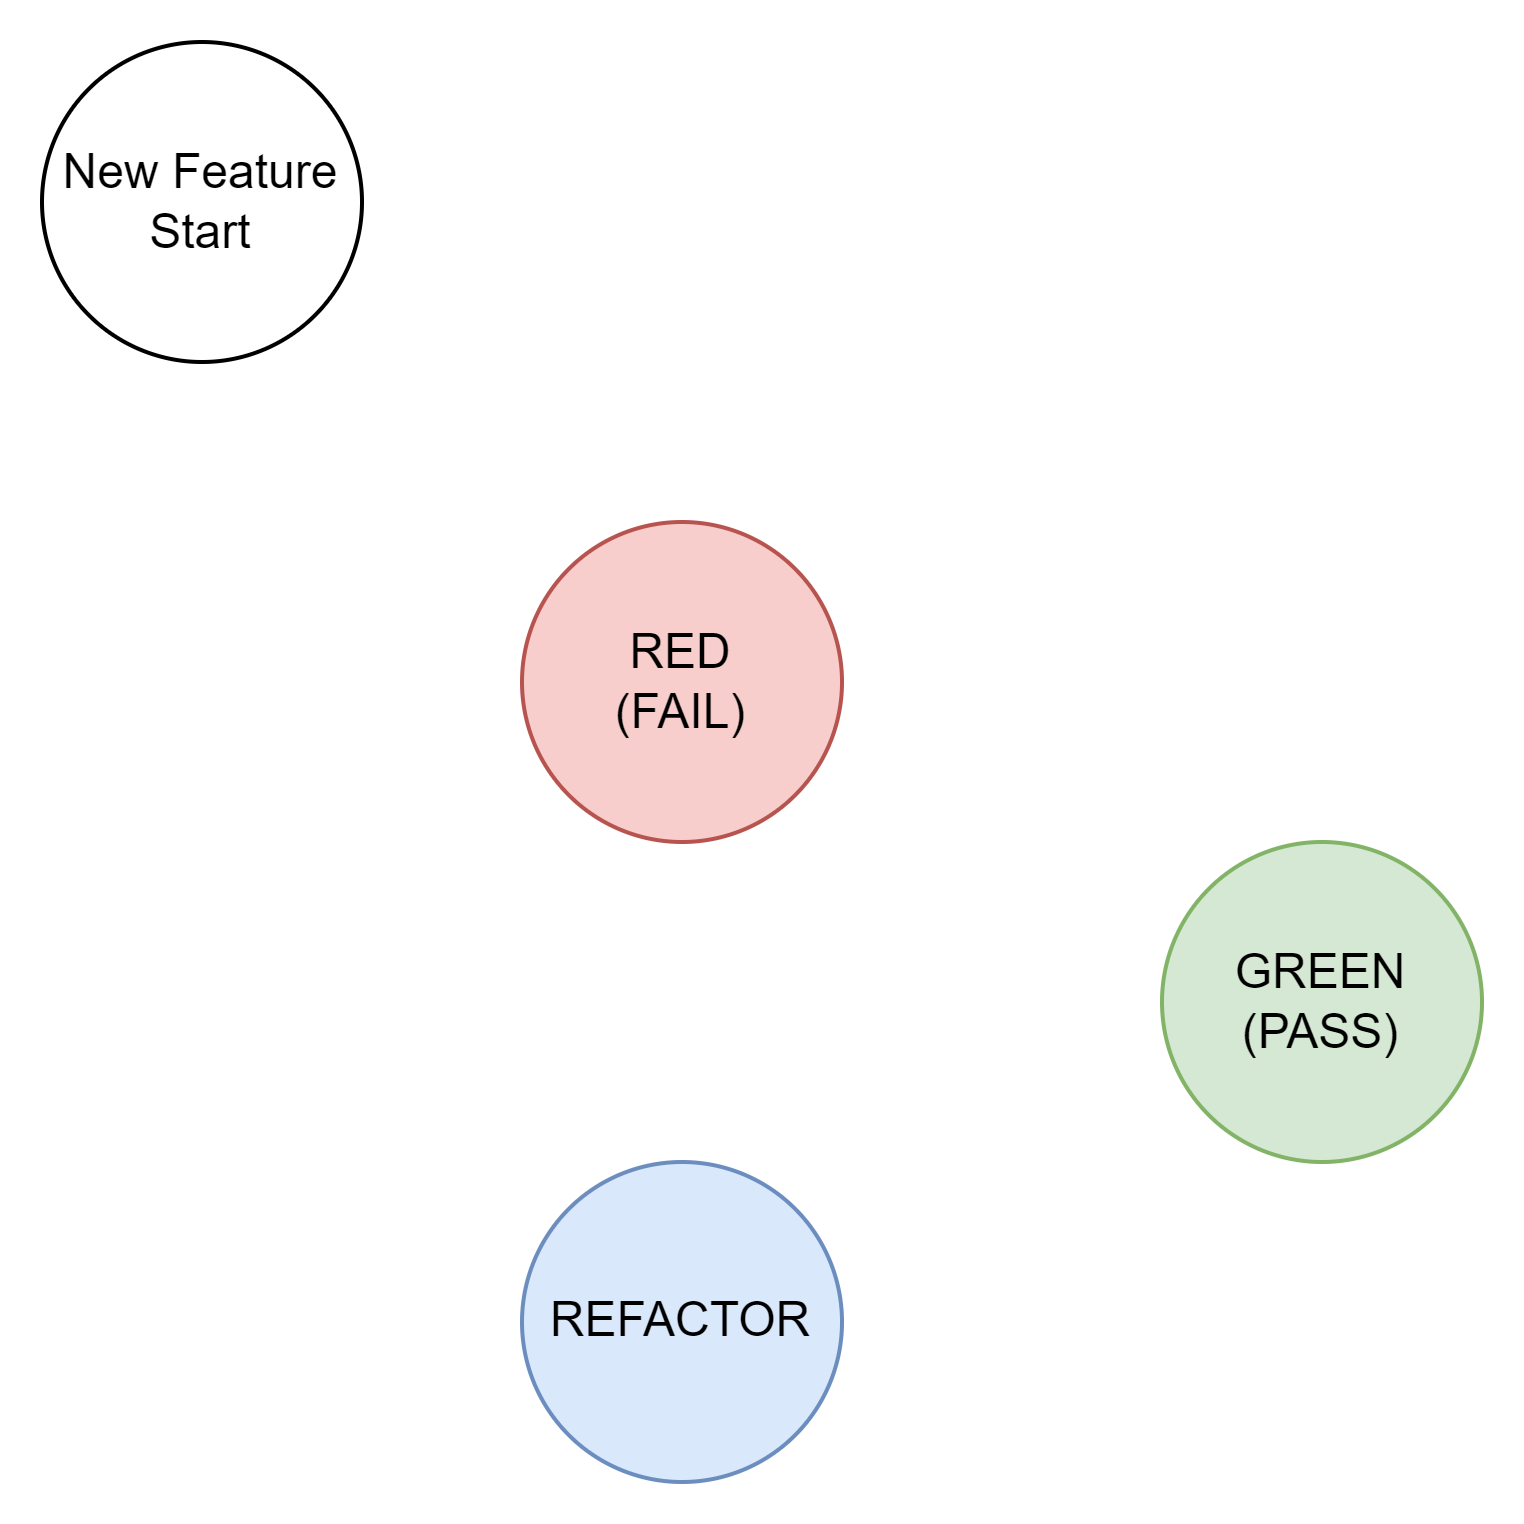 New Feature
Start
RED
(FAIL)
GREEN
(PASS)
REFACTOR